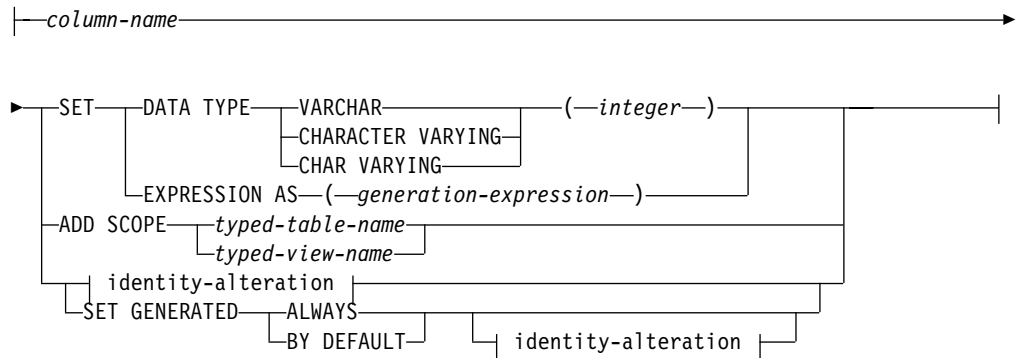 column-name
SET DATA TYPE VARCHAR ( integer )
CHARACTER VARYING
CHAR VARYING
EXPRESSION AS ( generation-expression )
ADD SCOPE typed-table-name
typed-view-name
identity-alteration
SET GENERATED ALWAYS
BY DEFAULT identity-alteration